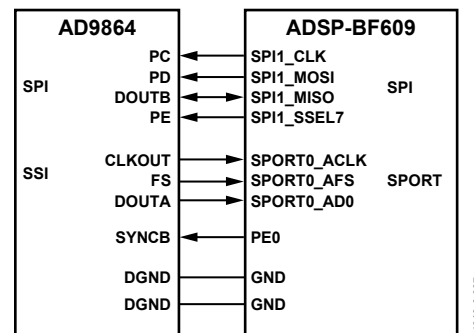 AD9864 ADSP-BF609
PC SPI1_CLK
PD SPI1_MOSI
SPI SPI
DOUTB SPI1_MISO
PE SPI1_SSEL7
CLKOUT SPORT0_ACLK
SSI FS SPORT0_AFS SPORT
DOUTA SPORT0_AD0
SYNCB PE0
DGND GND
DGND GND